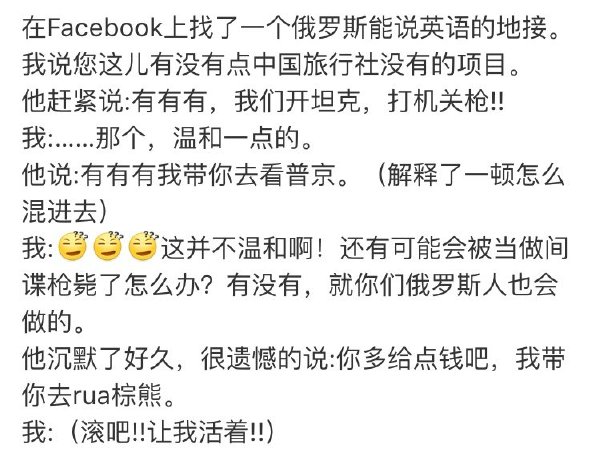 在Facebook上找了一个俄罗斯能说英语的地接。
我说您这儿有没有点中国旅行社没有的项目。
他赶紧说:有有有，我们开坦克，打机关枪!!
我:......那个，温和一点的。
他说:有有有我带你去看普京。（解释了一顿怎么
混进去）
我:😴😴😴这并不温和啊！还有可能会被当做间
谍枪毙了怎么办？有没有，就你们俄罗斯人也会
做的。
他沉默了好久，很遗憾的说:你多给点钱吧，我带
你去rua棕熊。
我:（滚吧!!让我活着!!）